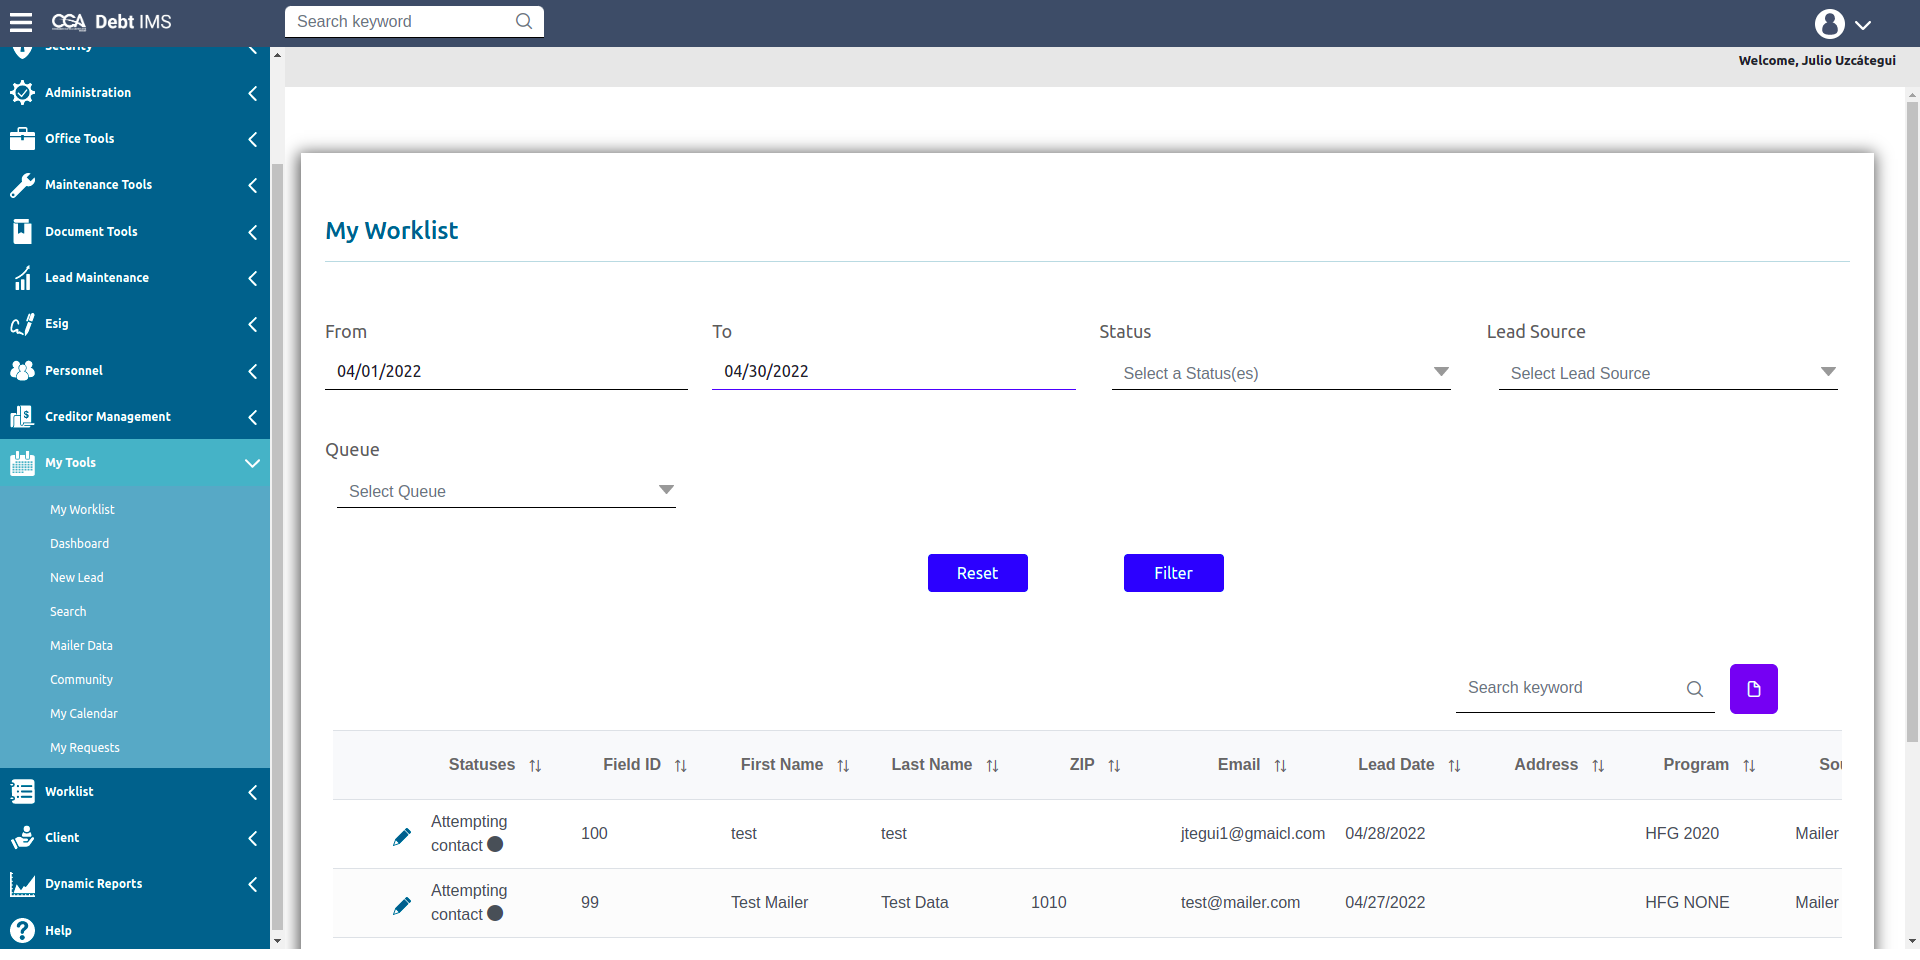 CGA Debt IMS
Search keyword
Welcome, Julio Uzcátegui
Security
Administration
Office Tools
Maintenance Tools
Document Tools
Lead Maintenance
Esig
Personnel
Creditor Management
My Tools
My Worklist
Dashboard
New Lead
Search
Mailer Data
Community
My Calendar
My Requests
Worklist
Client
Dynamic Reports
Help
My Worklist
From To Status Lead Source
04/01/2022 04/30/2022 Select a Status(es) Select Lead Source
Queue
Select Queue
Reset Filter
Search keyword
Statuses Field ID First Name Last Name ZIP Email Lead Date Address Program Sou
Attempting contact 100 test test jtegui1@gmaicl.com 04/28/2022 HFG 2020 Mailer
Attempting contact 99 Test Mailer Test Data 1010 test@mailer.com 04/27/2022 HFG NONE Mailer